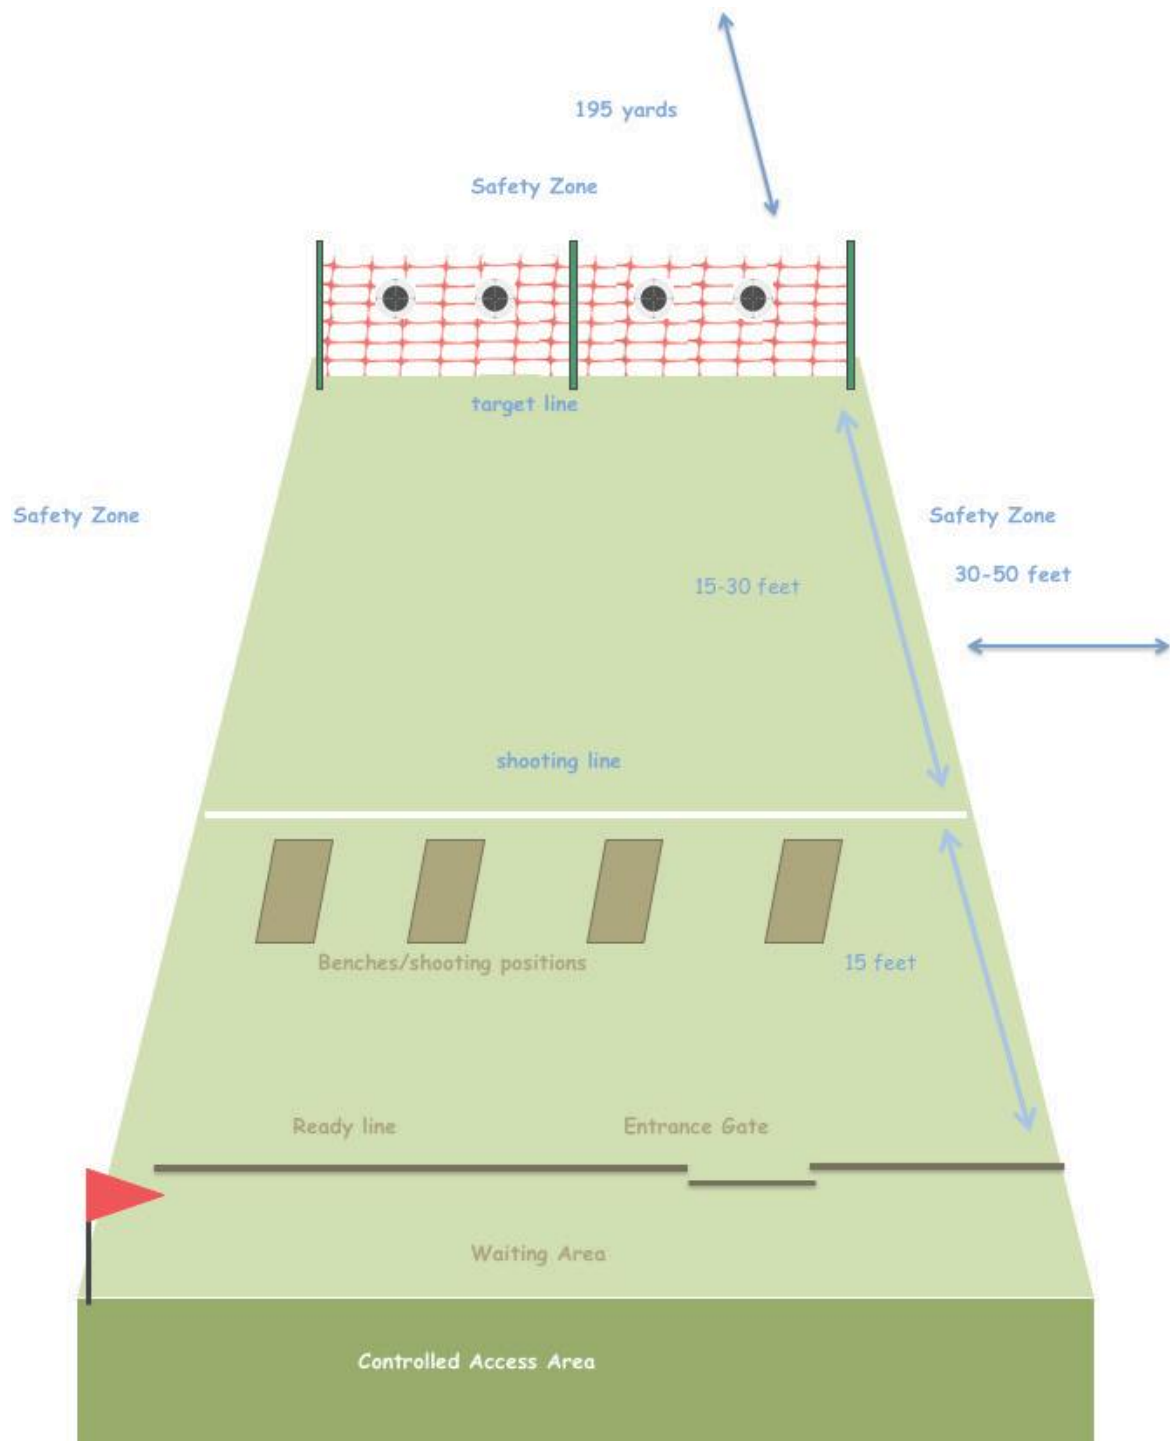 195 yards
Safety Zone
target line
Safety Zone
Safety Zone
15-30 feet
30-50 feet
shooting line
Benches/shooting positions
15 feet
Ready line
Entrance Gate
Waiting Area
Controlled Access Area